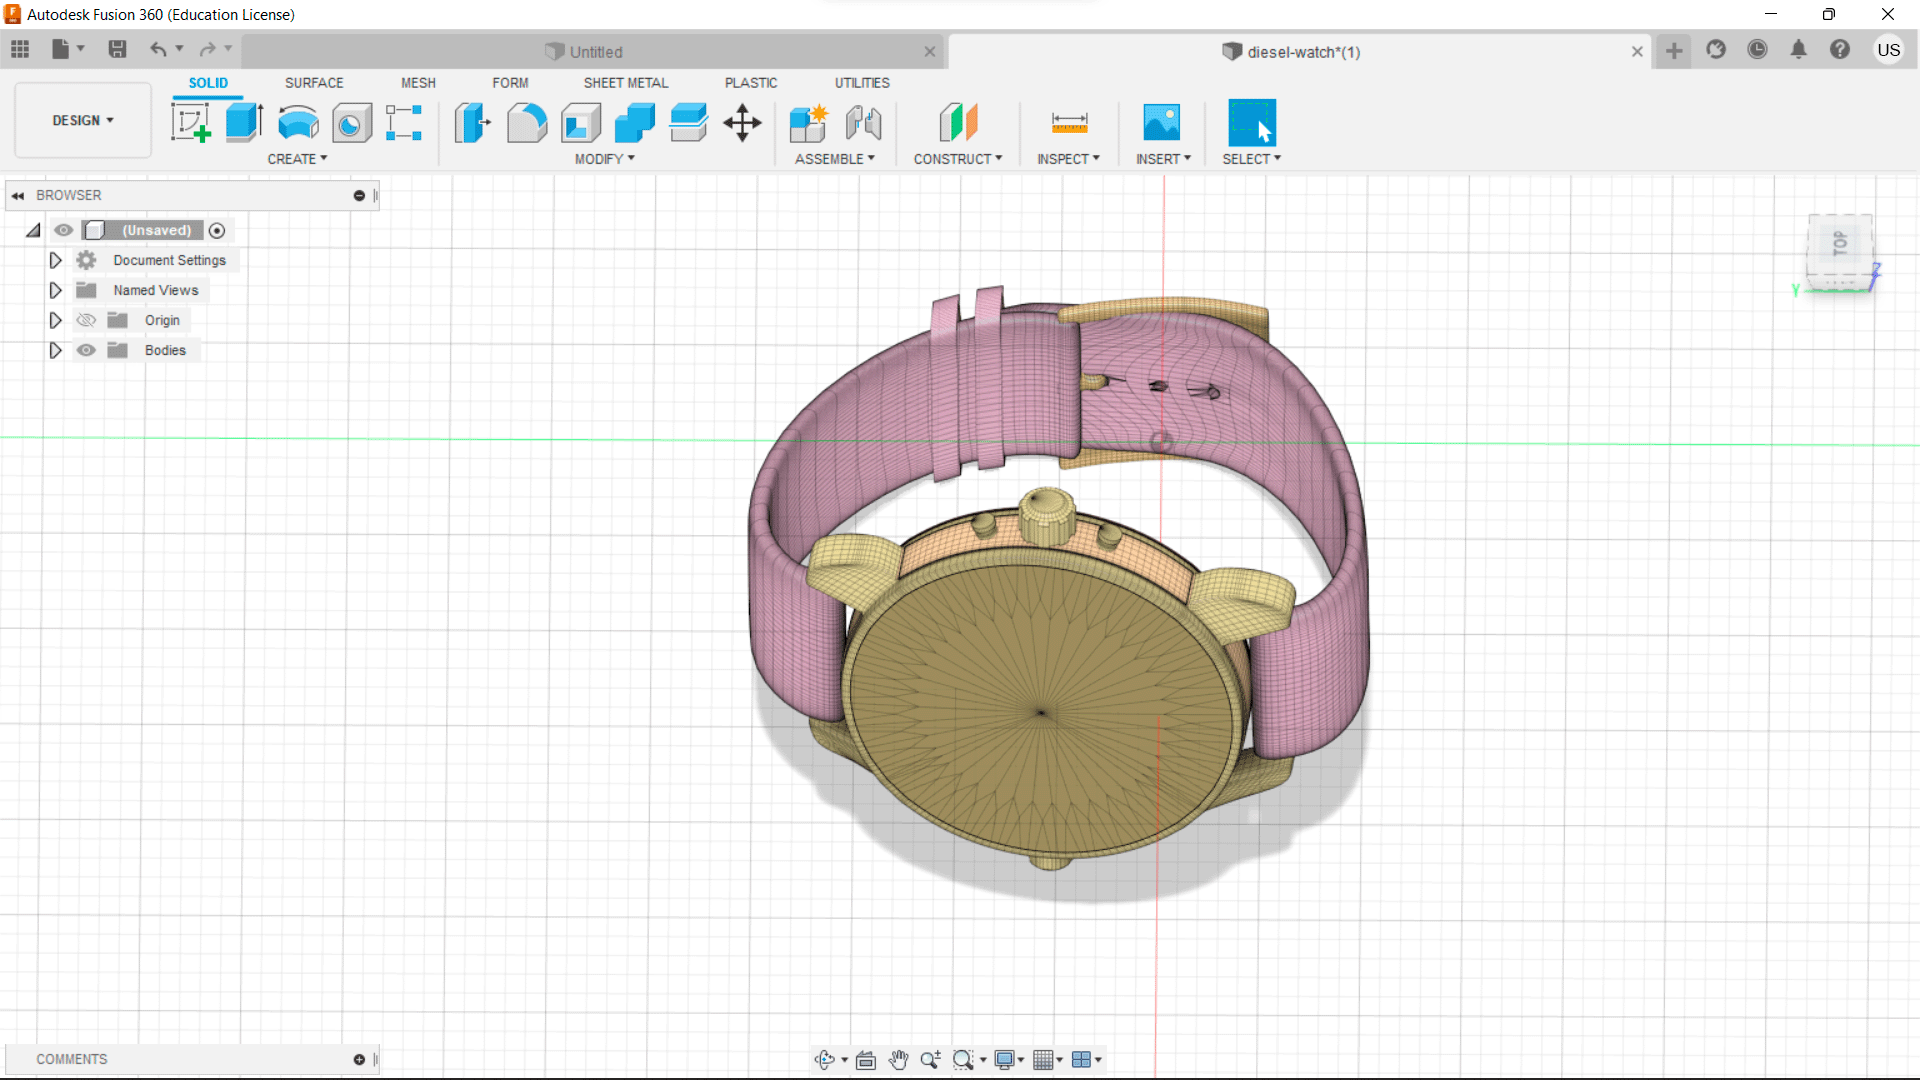 Autodesk Fusion 360 (Education License)
Untitled
diesel-watch*(1)
US
DESIGN
SOLID SURFACE MESH FORM SHEET METAL PLASTIC UTILITIES
CREATE MODIFY ASSEMBLE CONSTRUCT INSPECT INSERT SELECT
BROWSER
(Unsaved)
Document Settings
Named Views
Origin
Bodies
TOP
Z
Y
COMMENTS